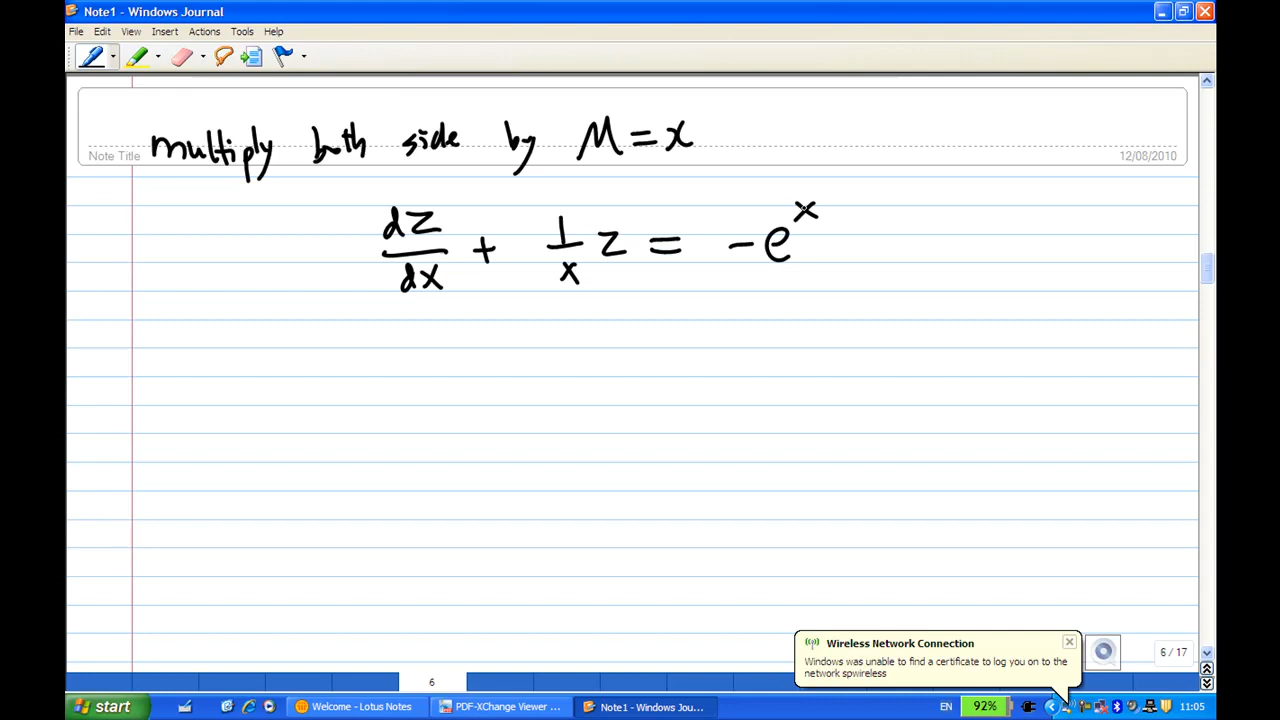 Note1 - Windows Journal
File Edit View Insert Actions Tools Help
multiply both side by M = x
Note Title 12/08/2010
dz/dx + 1/x z = -e^x
Wireless Network Connection
Windows was unable to find a certificate to log you on to the
network spwireless
6 / 17
6
start Welcome - Lotus Notes PDF-XChange Viewer ... Note1 - Windows Jou... EN 92% 11:05